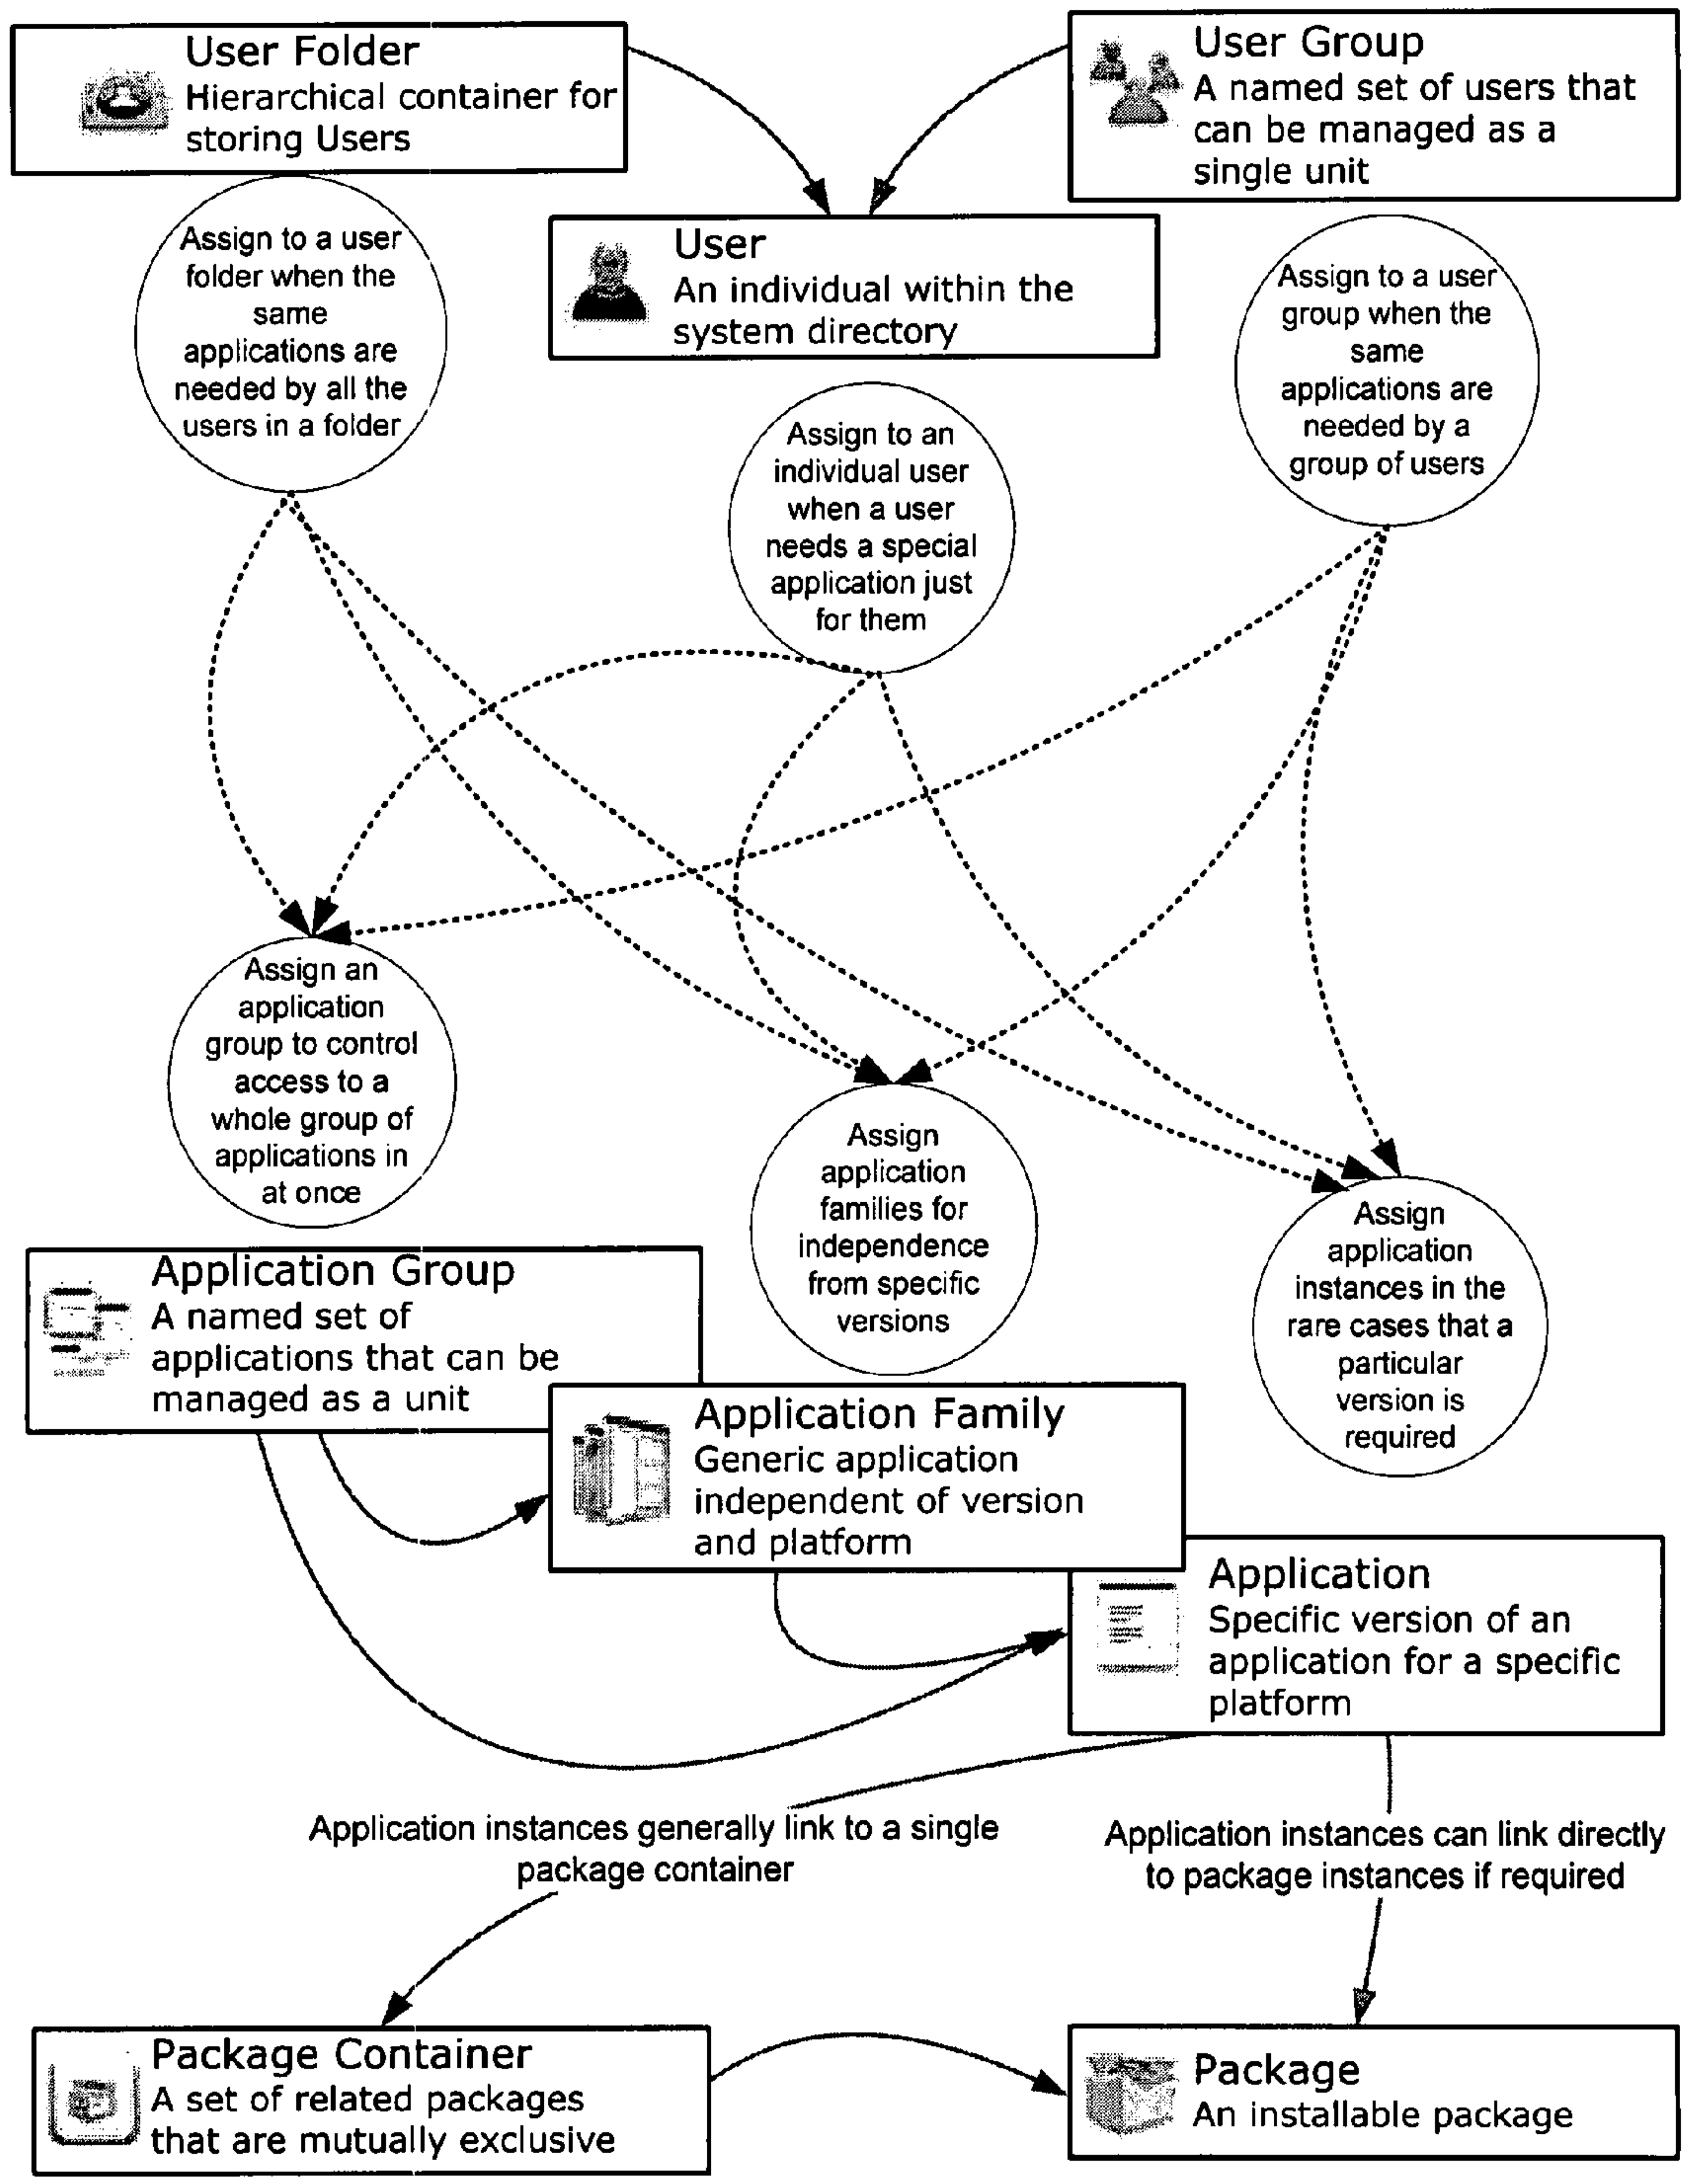 User Folder
Hierarchical container for
storing Users
User Group
A named set of users that
can be managed as a
single unit
User
An individual within the
system directory
Assign to a user
folder when the
same
applications are
needed by all the
users in a folder
Assign to an
individual user
when a user
needs a special
application just
for them
Assign to a user
group when the
same
applications are
needed by a
group of users
Assign an
application
group to control
access to a
whole group of
applications in
at once
Assign
application
families for
independence
from specific
versions
Assign
application
instances in the
rare cases that a
particular
version is
required
Application Group
A named set of
applications that can be
managed as a unit
Application Family
Generic application
independent of version
and platform
Application
Specific version of an
application for a specific
platform
Application instances generally link to a single
package container
Application instances can link directly
to package instances if required
Package Container
A set of related packages
that are mutually exclusive
Package
An installable package